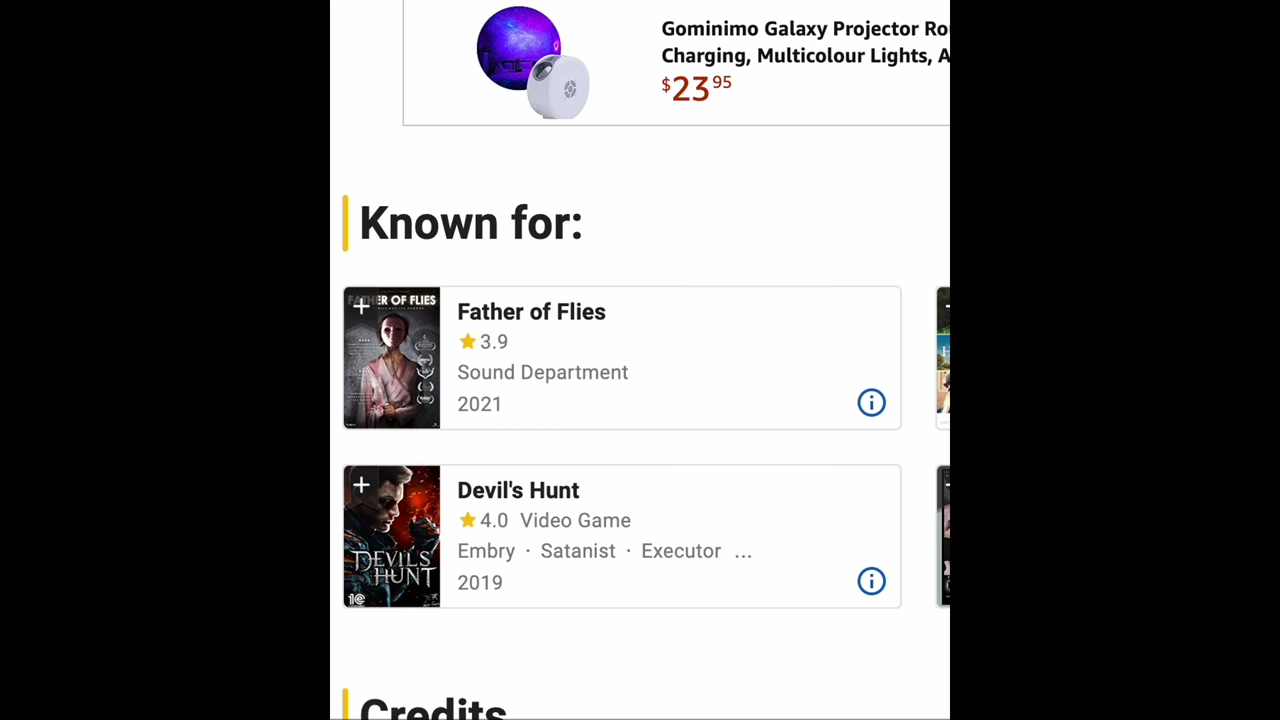 Gominimo Galaxy Projector Ro
Charging, Multicolour Lights, A
$23 95
Known for:
FATHER OF FLIES
Father of Flies
3.9
Sound Department
2021
Devil's Hunt
4.0 Video Game
Embry · Satanist · Executor ...
2019
DEVIL'S
HUNT
Credits